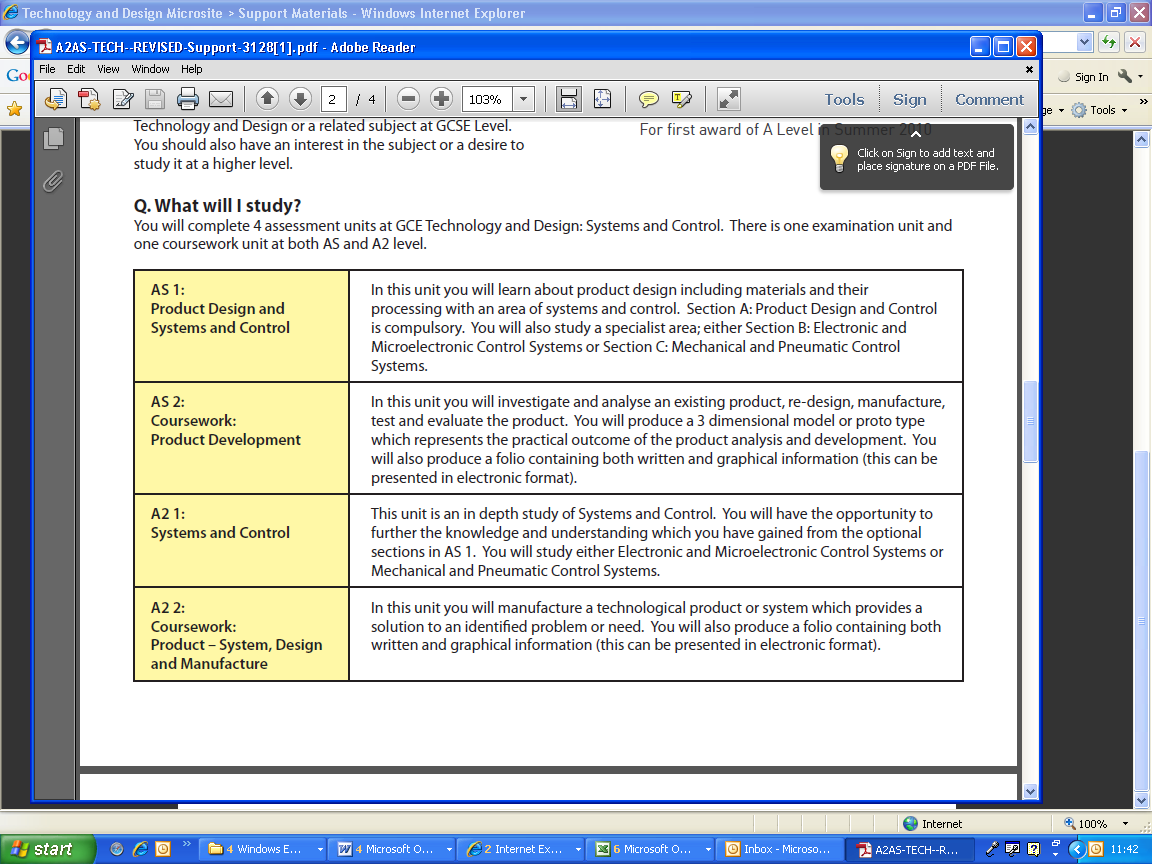 Technology and Design Microsite > Support Materials - Windows Internet Explorer
A2AS-TECH--REVISED-Support-3128[1].pdf - Adobe Reader
File Edit View Window Help
Sign In
2 / 4
103%
Tools Sign Comment
Tools
Technology and Design or a related subject at GCSE Level.
You should also have an interest in the subject or a desire to
study it at a higher level.
For first award of A Level in Summer 2010
Click on Sign to add text and
place signature on a PDF File.
Q. What will I study?
You will complete 4 assessment units at GCE Technology and Design: Systems and Control. There is one examination unit and
one coursework unit at both AS and A2 level.
AS 1:
Product Design and
Systems and Control
In this unit you will learn about product design including materials and their
processing with an area of systems and control. Section A: Product Design and Control
is compulsory. You will also study a specialist area; either Section B: Electronic and
Microelectronic Control Systems or Section C: Mechanical and Pneumatic Control
Systems.
AS 2:
Coursework:
Product Development
In this unit you will investigate and analyse an existing product, re-design, manufacture,
test and evaluate the product. You will produce a 3 dimensional model or proto type
which represents the practical outcome of the product analysis and development. You
will also produce a folio containing both written and graphical information (this can be
presented in electronic format).
A2 1:
Systems and Control
This unit is an in depth study of Systems and Control. You will have the opportunity to
further the knowledge and understanding which you have gained from the optional
sections in AS 1. You will study either Electronic and Microelectronic Control Systems or
Mechanical and Pneumatic Control Systems.
A2 2:
Coursework:
Product – System, Design
and Manufacture
In this unit you will manufacture a technological product or system which provides a
solution to an identified problem or need. You will also produce a folio containing both
written and graphical information (this can be presented in electronic format).
Internet
100%
start
4 Windows E...
4 Microsoft O...
2 Internet Ex...
6 Microsoft O...
Inbox - Microso...
A2AS-TECH--R...
11:42